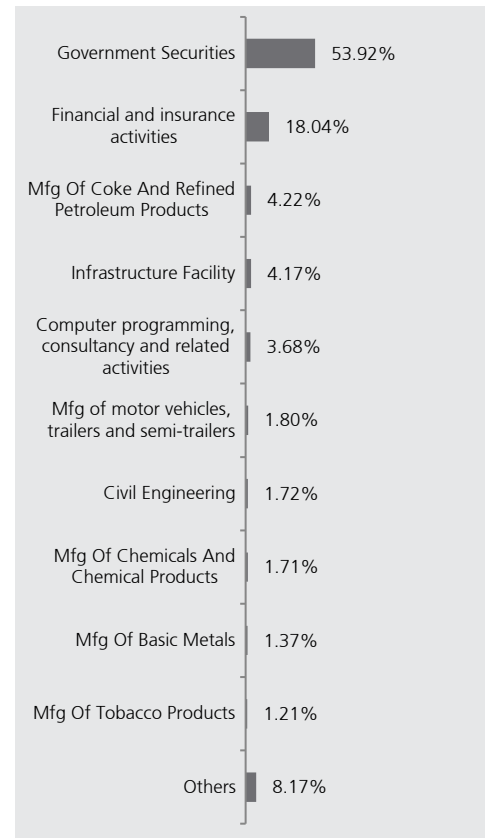 Government Securities 53.92%
Financial and insurance
activities 18.04%
Mfg Of Coke And Refined
Petroleum Products 4.22%
Infrastructure Facility 4.17%
Computer programming,
consultancy and related
activities 3.68%
Mfg of motor vehicles,
trailers and semi-trailers 1.80%
Civil Engineering 1.72%
Mfg Of Chemicals And
Chemical Products 1.71%
Mfg Of Basic Metals 1.37%
Mfg Of Tobacco Products 1.21%
Others 8.17%